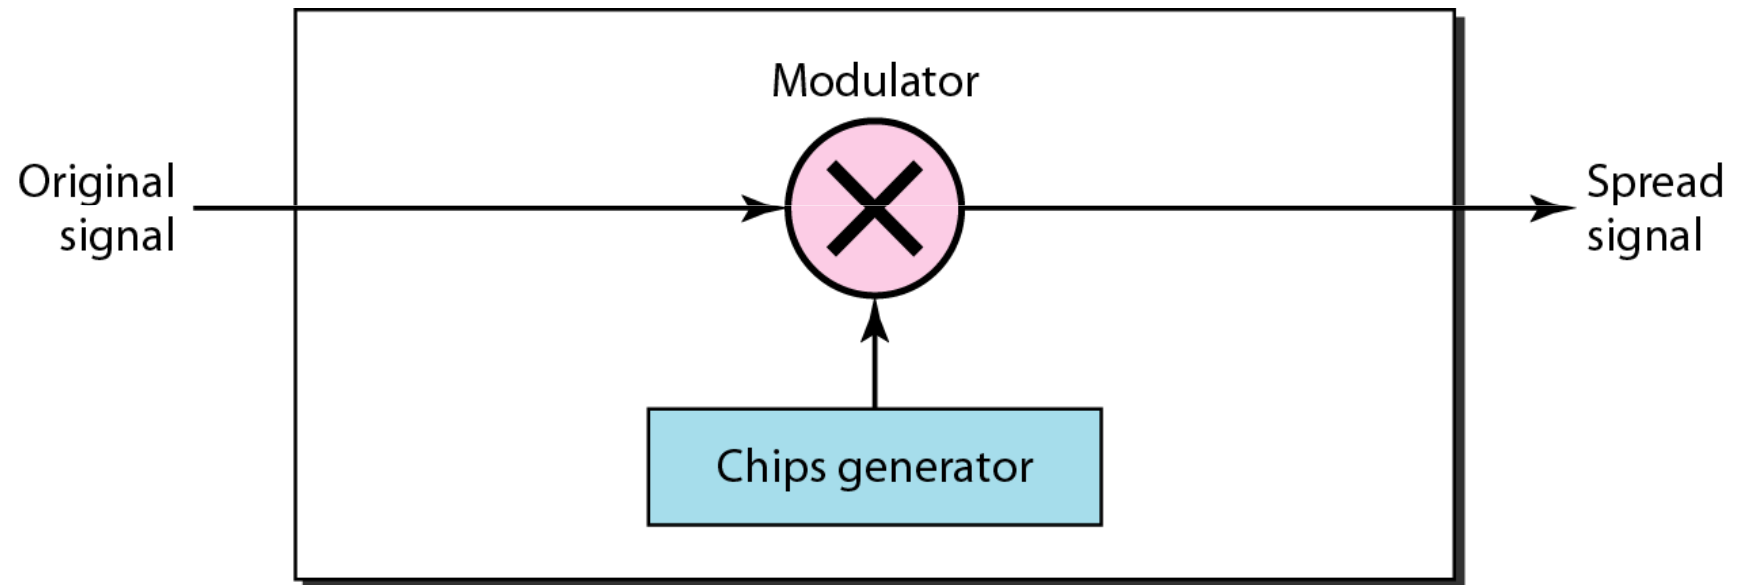 Modulator
Original
signal
Spread
signal
Chips generator